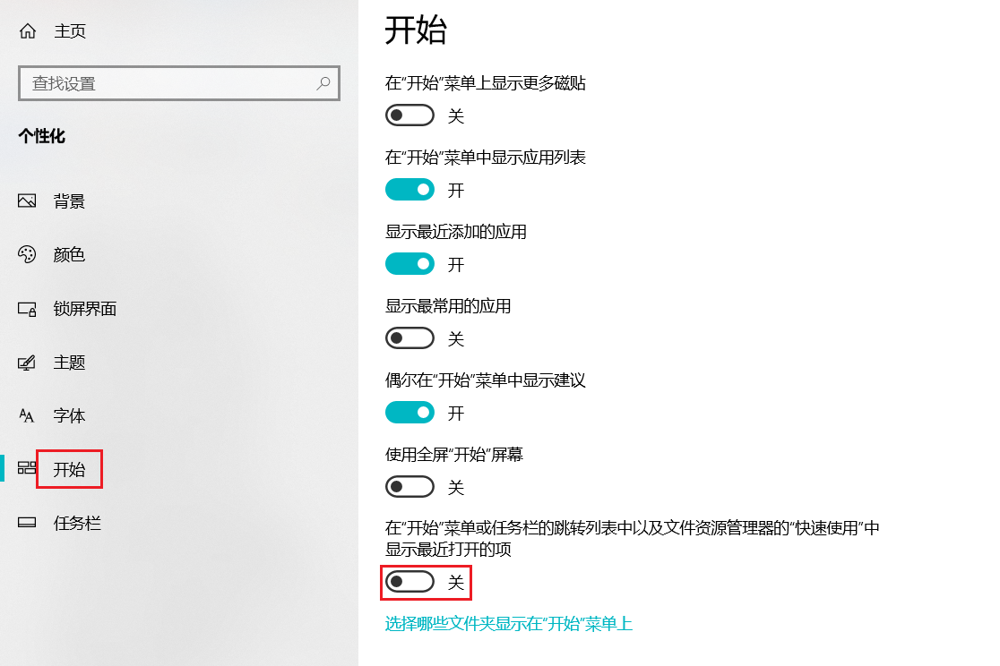 主页
查找设置
个性化
背景
颜色
锁屏界面
主题
字体
开始
任务栏
开始
在“开始”菜单上显示更多磁贴
关
在“开始”菜单中显示应用列表
开
显示最近添加的应用
开
显示最常用的应用
关
偶尔在“开始”菜单中显示建议
开
使用全屏“开始”屏幕
关
在“开始”菜单或任务栏的跳转列表中以及文件资源管理器的“快速使用”中
显示最近打开的项
关
选择哪些文件夹显示在“开始”菜单上